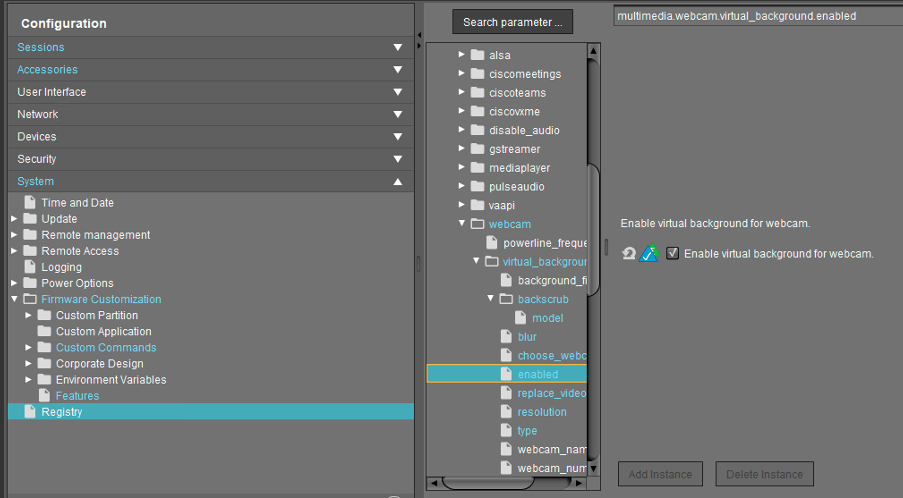 Configuration
Sessions
Accessories
User Interface
Network
Devices
Security
System
Time and Date
Update
Remote management
Remote Access
Logging
Power Options
Firmware Customization
Custom Partition
Custom Application
Custom Commands
Corporate Design
Environment Variables
Features
Registry
Search parameter ...
alsa
ciscomeetings
ciscoteams
ciscovxme
disable_audio
gstreamer
mediaplayer
pulseaudio
vaapi
webcam
powerline_freque
virtual_backgroun
background_fi
backscrub
model
blur
choose_webc
enabled
replace_video
resolution
type
webcam_nam
webcam_num
multimedia.webcam.virtual_background.enabled
Enable virtual background for webcam.
Enable virtual background for webcam.
Add Instance
Delete Instance